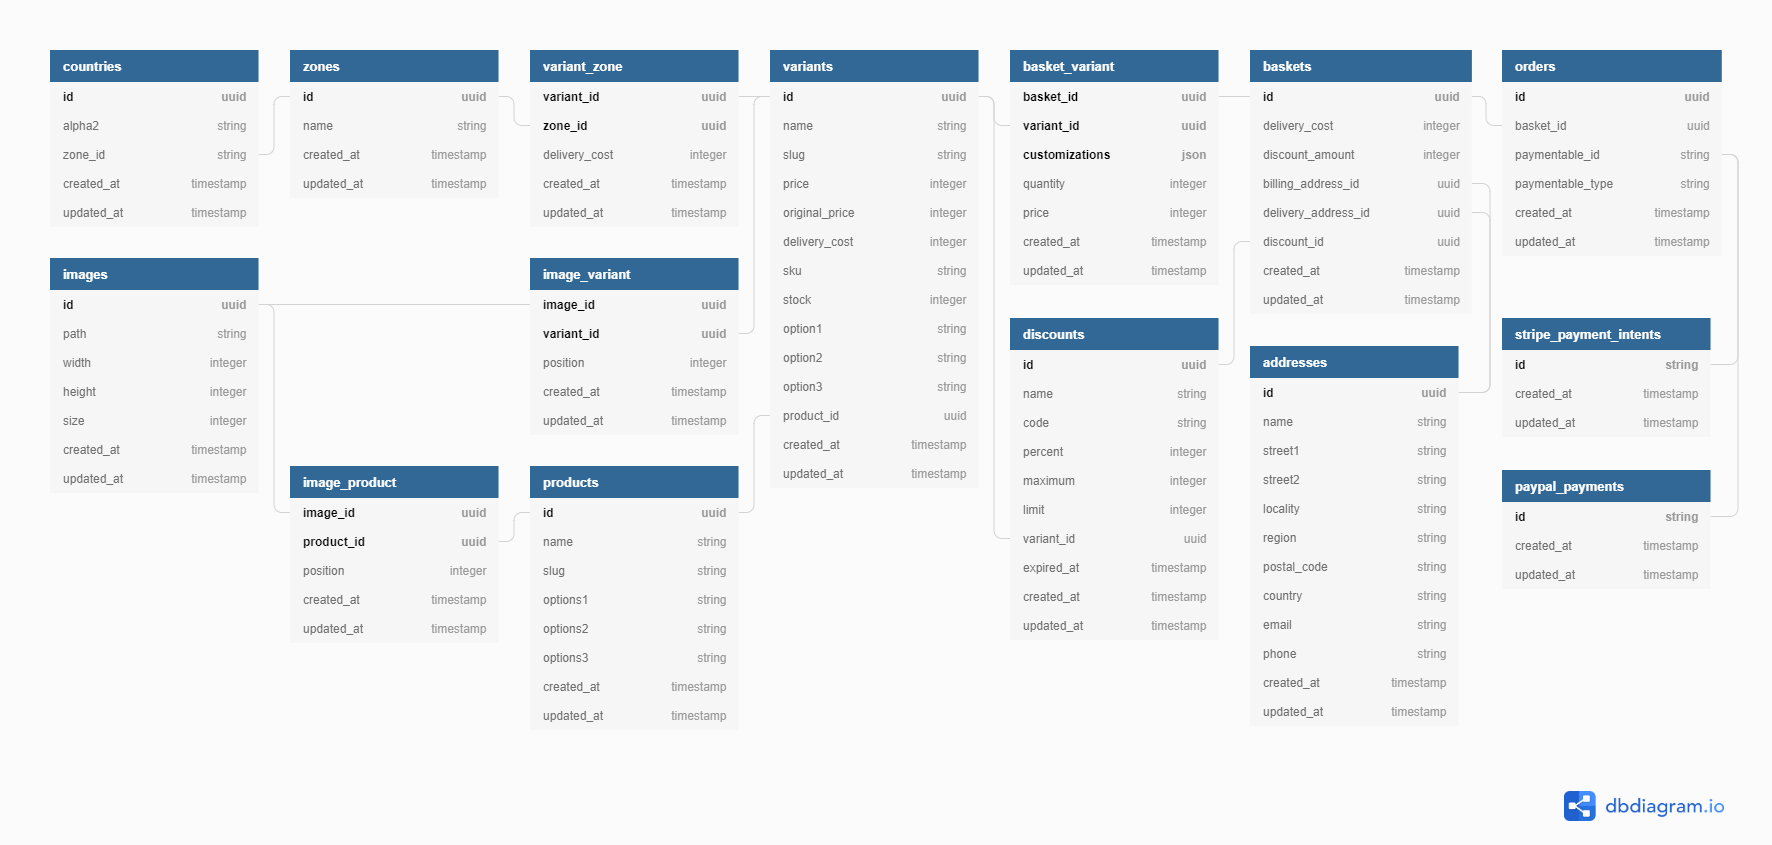 countries
id uuid
alpha2 string
zone_id string
created_at timestamp
updated_at timestamp
zones
id uuid
name string
created_at timestamp
updated_at timestamp
variant_zone
variant_id uuid
zone_id uuid
delivery_cost integer
created_at timestamp
updated_at timestamp
variants
id uuid
name string
slug string
price integer
original_price integer
delivery_cost integer
sku string
stock integer
option1 string
option2 string
option3 string
product_id uuid
created_at timestamp
updated_at timestamp
basket_variant
basket_id uuid
variant_id uuid
customizations json
quantity integer
price integer
created_at timestamp
updated_at timestamp
baskets
id uuid
delivery_cost integer
discount_amount integer
billing_address_id uuid
delivery_address_id uuid
discount_id uuid
created_at timestamp
updated_at timestamp
orders
id uuid
basket_id uuid
paymentable_id string
paymentable_type string
created_at timestamp
updated_at timestamp
images
id uuid
path string
width integer
height integer
size integer
created_at timestamp
updated_at timestamp
image_variant
image_id uuid
variant_id uuid
position integer
created_at timestamp
updated_at timestamp
discounts
id uuid
name string
code string
percent integer
maximum integer
limit integer
variant_id uuid
expired_at timestamp
created_at timestamp
updated_at timestamp
addresses
id uuid
name string
street1 string
street2 string
locality string
region string
postal_code string
country string
email string
phone string
created_at timestamp
updated_at timestamp
stripe_payment_intents
id string
created_at timestamp
updated_at timestamp
image_product
image_id uuid
product_id uuid
position integer
created_at timestamp
updated_at timestamp
products
id uuid
name string
slug string
options1 string
options2 string
options3 string
created_at timestamp
updated_at timestamp
paypal_payments
id string
created_at timestamp
updated_at timestamp
dbdiagram.io